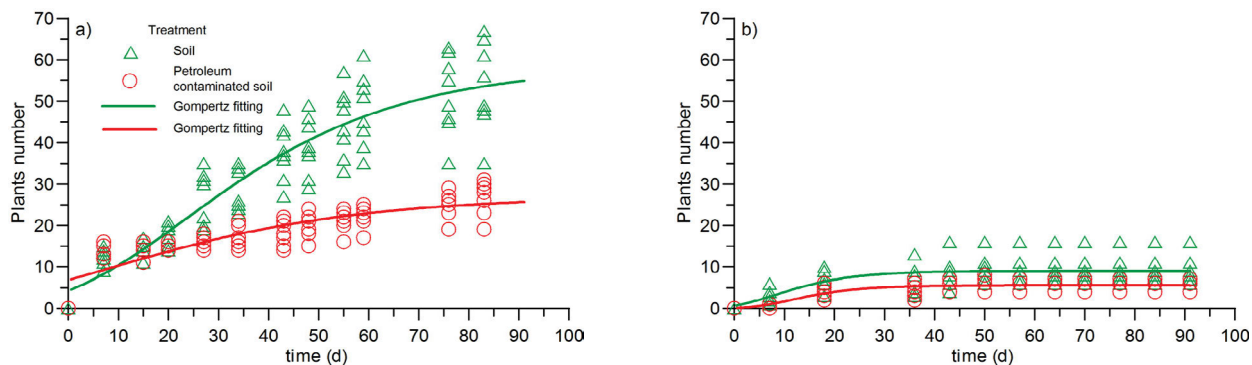 a)
Treatment
Soil
Petroleum
contaminated soil
Gompertz fitting
Gompertz fitting
Plants number
70
60
50
40
30
20
10
0
0 10 20 30 40 50 60 70 80 90 100
time (d)
b)
Plants number
70
60
50
40
30
20
10
0
0 10 20 30 40 50 60 70 80 90 100
time (d)